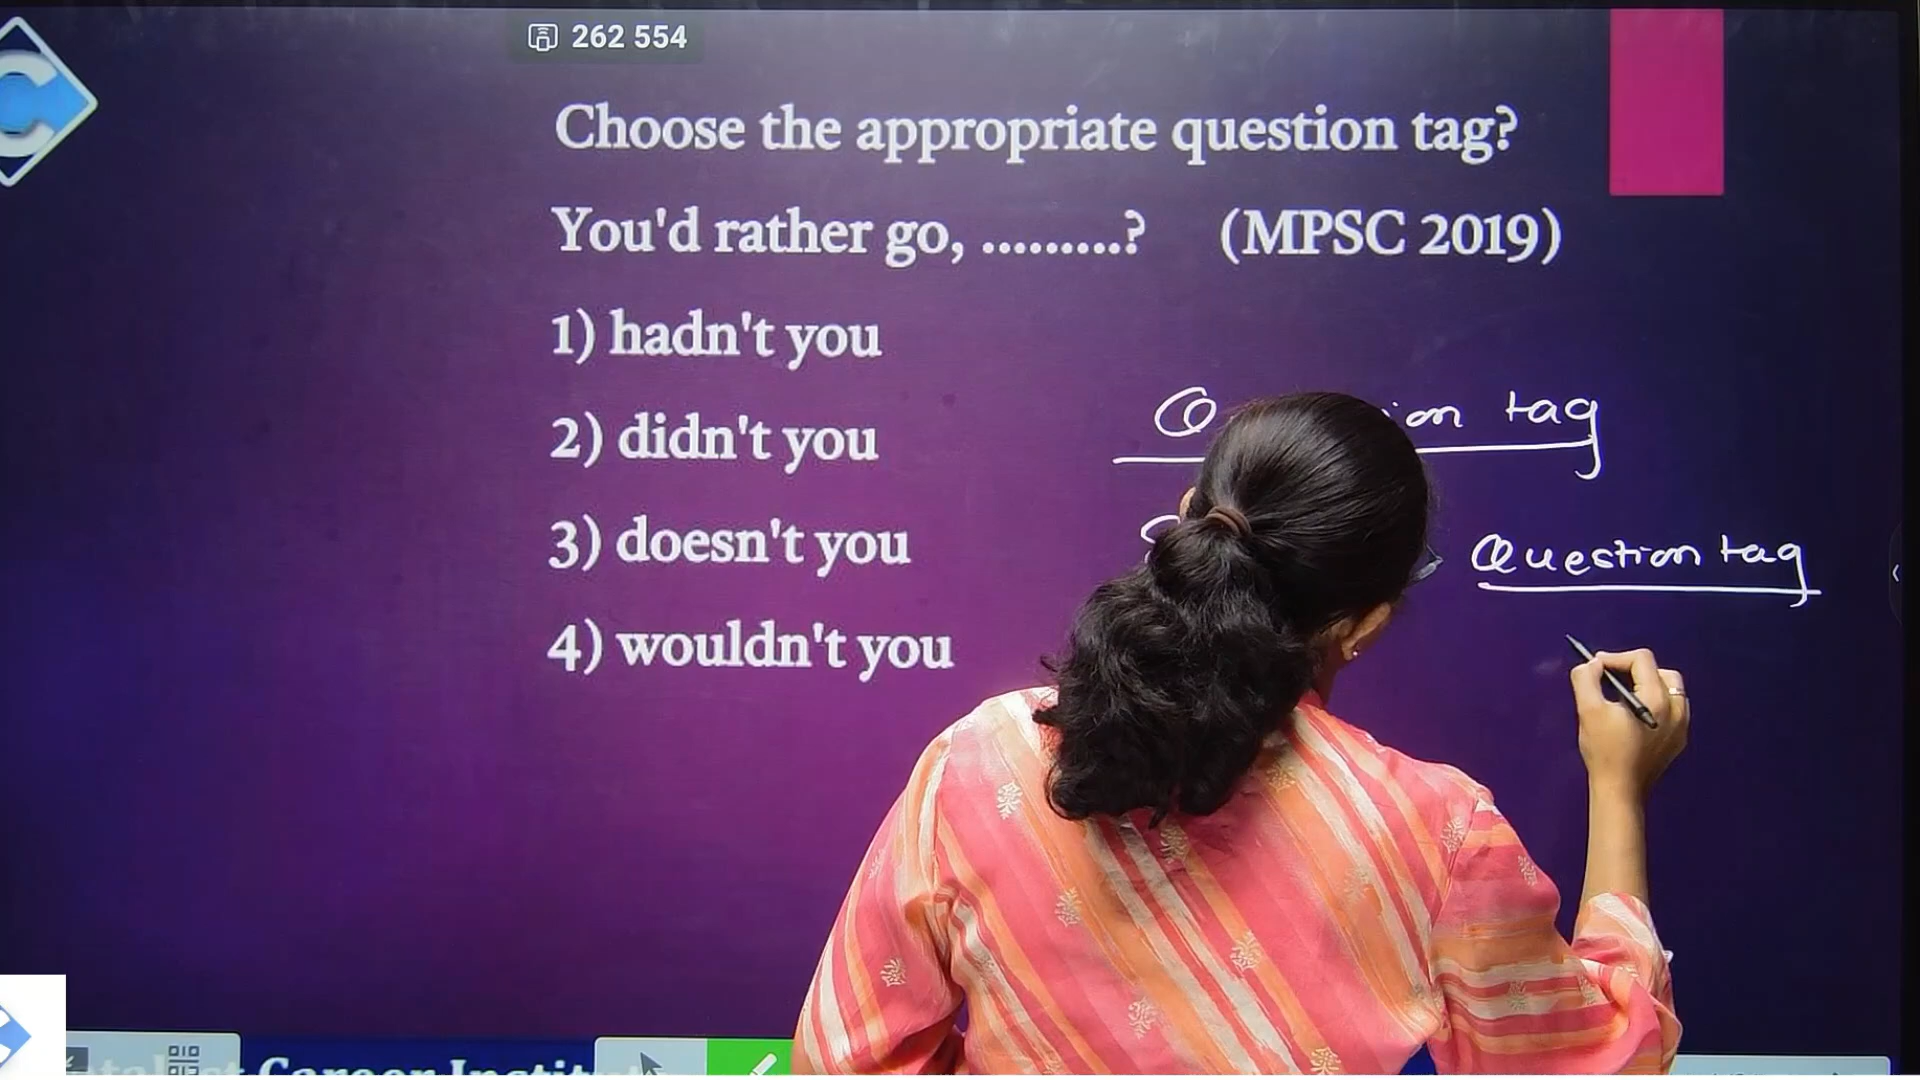 262 554
Choose the appropriate question tag?
You'd rather go, .........? (MPSC 2019)
1) hadn't you
2) didn't you
3) doesn't you
4) wouldn't you
tag
Question tag
Career